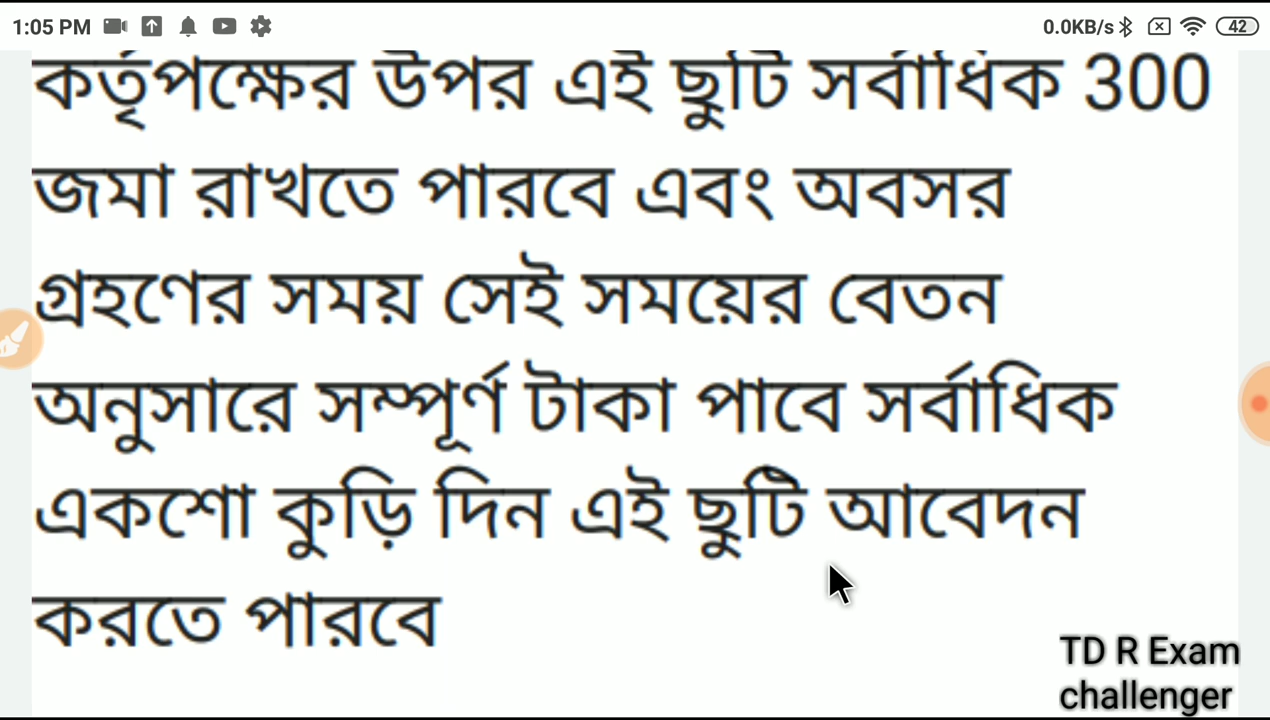 1:05 PM 0.0KB/s 42
কর্তৃপক্ষের উপর এই ছুটি সর্বাধিক 300
জমা রাখতে পারবে এবং অবসর
গ্রহণের সময় সেই সময়ের বেতন
অনুসারে সম্পূর্ণ টাকা পাবে সর্বাধিক
একশো কুড়ি দিন এই ছুটি আবেদন
করতে পারবে
TD R Exam
challenger